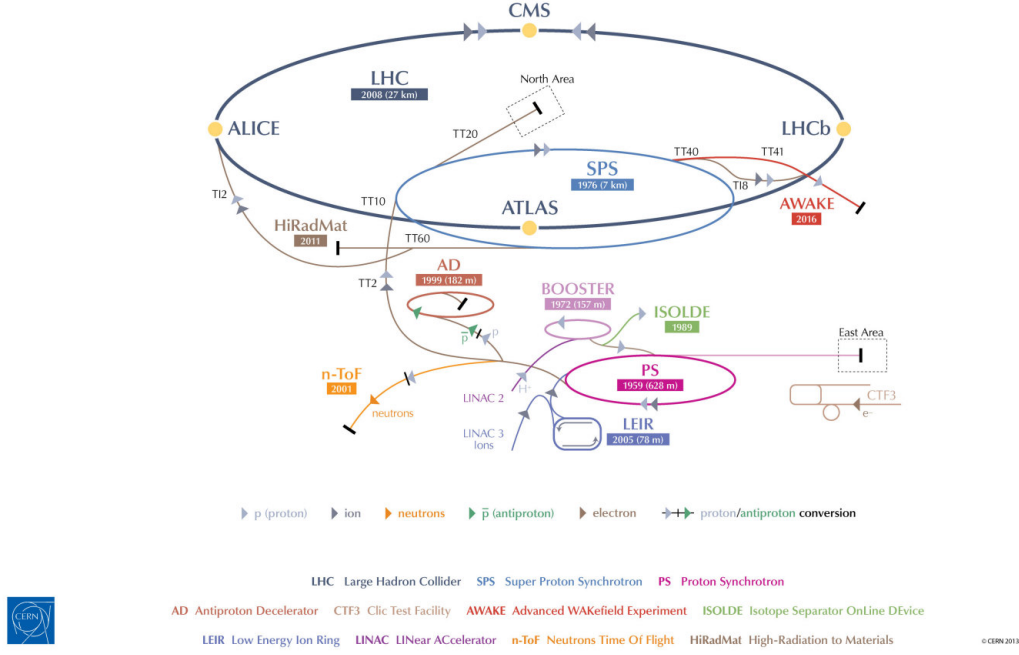 CMS
LHC
2008 (27 km)
North Area
ALICE
TT20
LHCb
TT40
TT41
SPS
1976 (7 km)
TI8
TI2
TT10
ATLAS
AWAKE
2016
HiRadMat
2011
TT60
TT2
AD
1999 (182 m)
BOOSTER
1972 (157 m)
ISOLDE
1989
p̅
p
East Area
n-ToF
2001
PS
1959 (628 m)
neutrons
LINAC 2
H-
CTF3
e-
LINAC 3
Ions
LEIR
2005 (78 m)
p (proton) ion neutrons p̅ (antiproton) electron proton/antiproton conversion
LHC Large Hadron Collider SPS Super Proton Synchrotron PS Proton Synchrotron
AD Antiproton Decelerator CTF3 Clic Test Facility AWAKE Advanced WAKefield Experiment ISOLDE Isotope Separator OnLine DEvice
LEIR Low Energy Ion Ring LINAC LINear ACcelerator n-ToF Neutrons Time Of Flight HiRadMat High-Radiation to Materials
CERN
© CERN 2013